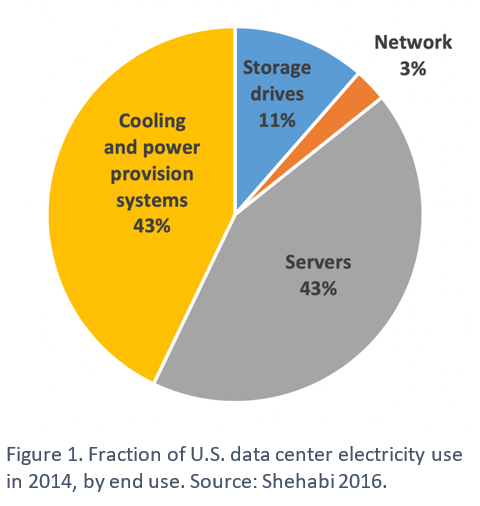 Network
3%
Storage
drives
11%
Cooling
and power
provision
systems
43%
Servers
43%
Figure 1. Fraction of U.S. data center electricity use
in 2014, by end use. Source: Shehabi 2016.